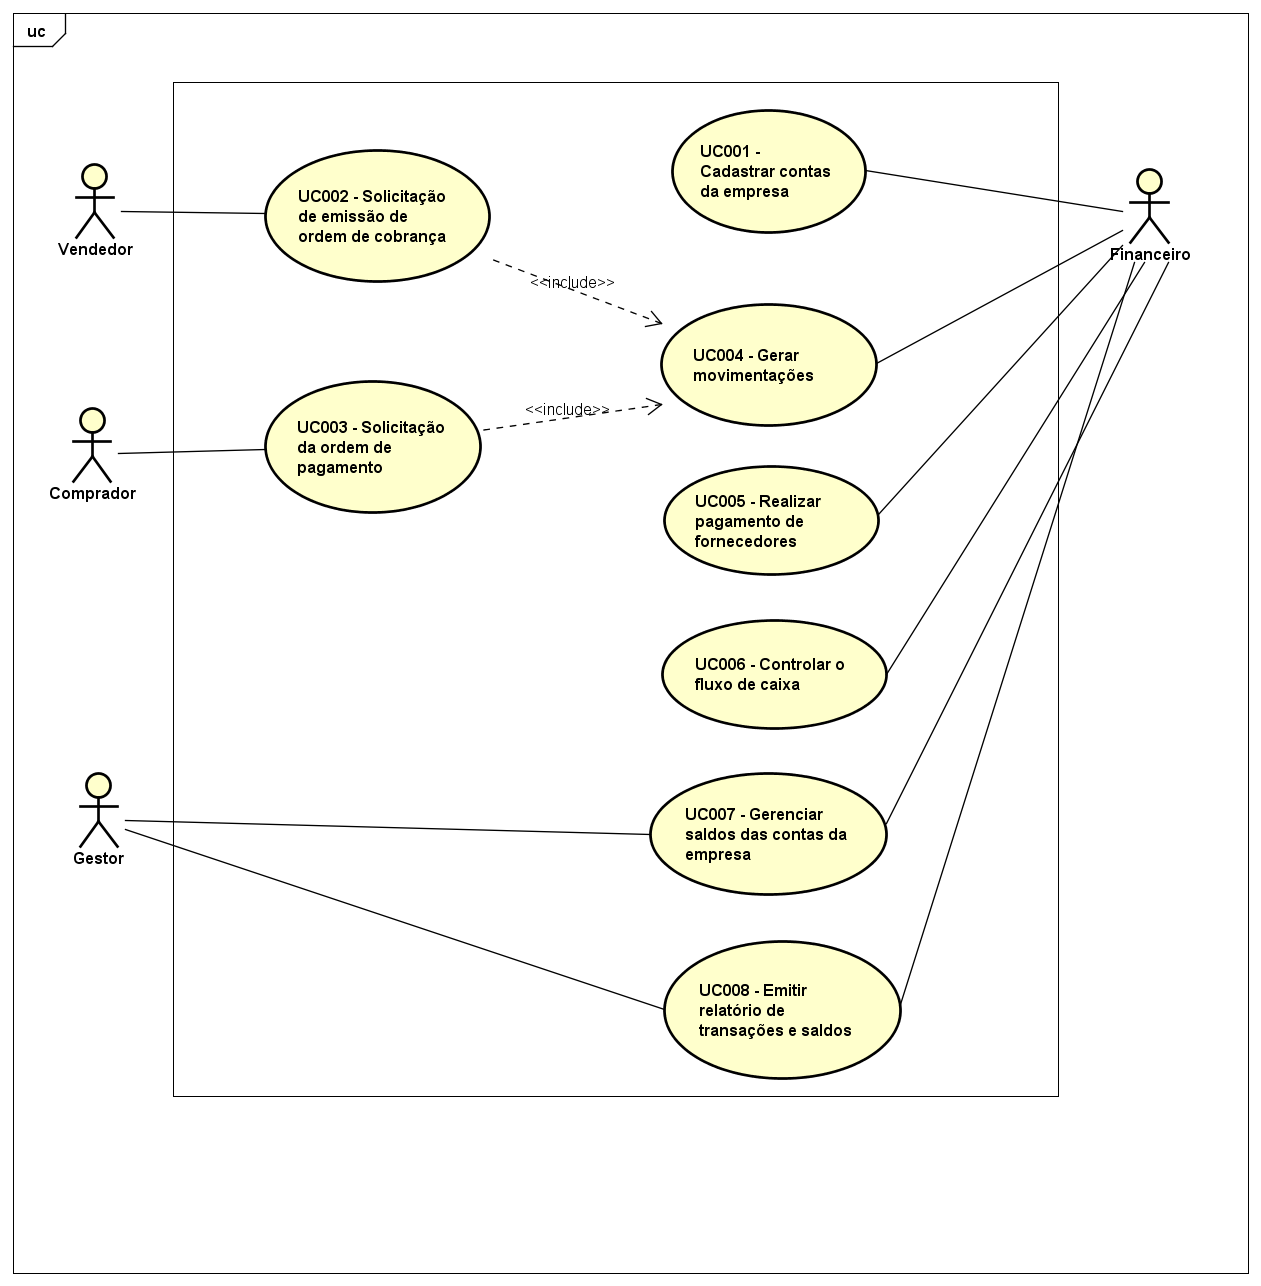 uc
UC001 -
Cadastrar contas
da empresa
Vendedor
UC002 - Solicitação
de emissão de
ordem de cobrança
Financeiro
<<include>>
UC004 - Gerar
movimentações
Comprador
UC003 - Solicitação
da ordem de
pagamento
<<include>>
UC005 - Realizar
pagamento de
fornecedores
UC006 - Controlar o
fluxo de caixa
Gestor
UC007 - Gerenciar
saldos das contas da
empresa
UC008 - Emitir
relatório de
transações e saldos